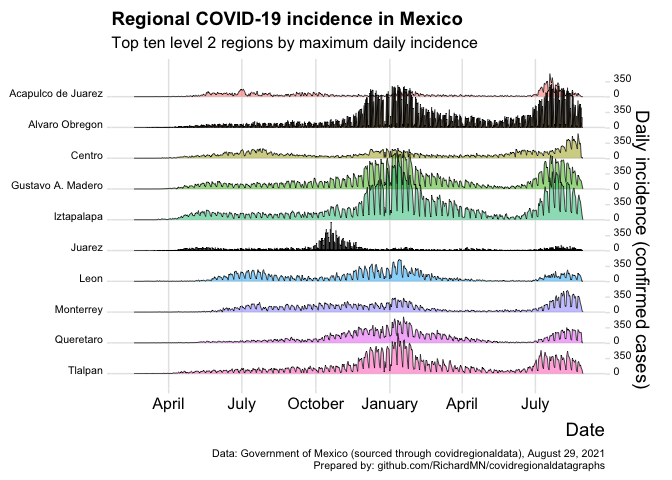 Regional COVID-19 incidence in Mexico
Top ten level 2 regions by maximum daily incidence
Acapulco de Juarez
Alvaro Obregon
Centro
Gustavo A. Madero
Iztapalapa
Juarez
Leon
Monterrey
Queretaro
Tlalpan
350
0
350
0
350
0
350
0
350
0
350
0
350
0
350
0
350
0
350
0
Daily incidence (confirmed cases)
April July October January April July
Date
Data: Government of Mexico (sourced through covidregionaldata), August 29, 2021
Prepared by: github.com/RichardMN/covidregionaldatagraphs